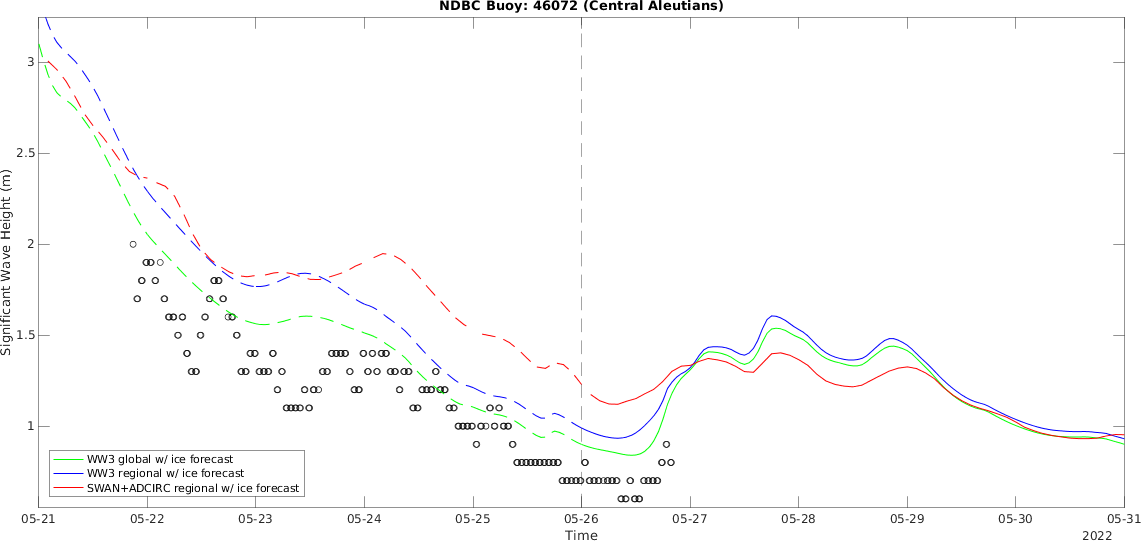 NDBC Buoy: 46072 (Central Aleutians)
Significant Wave Height (m)
3
2.5
2
1.5
1
WW3 global w/ ice forecast
WW3 regional w/ ice forecast
SWAN+ADCIRC regional w/ ice forecast
05-21 05-22 05-23 05-24 05-25 05-26 05-27 05-28 05-29 05-30 05-31
Time
2022